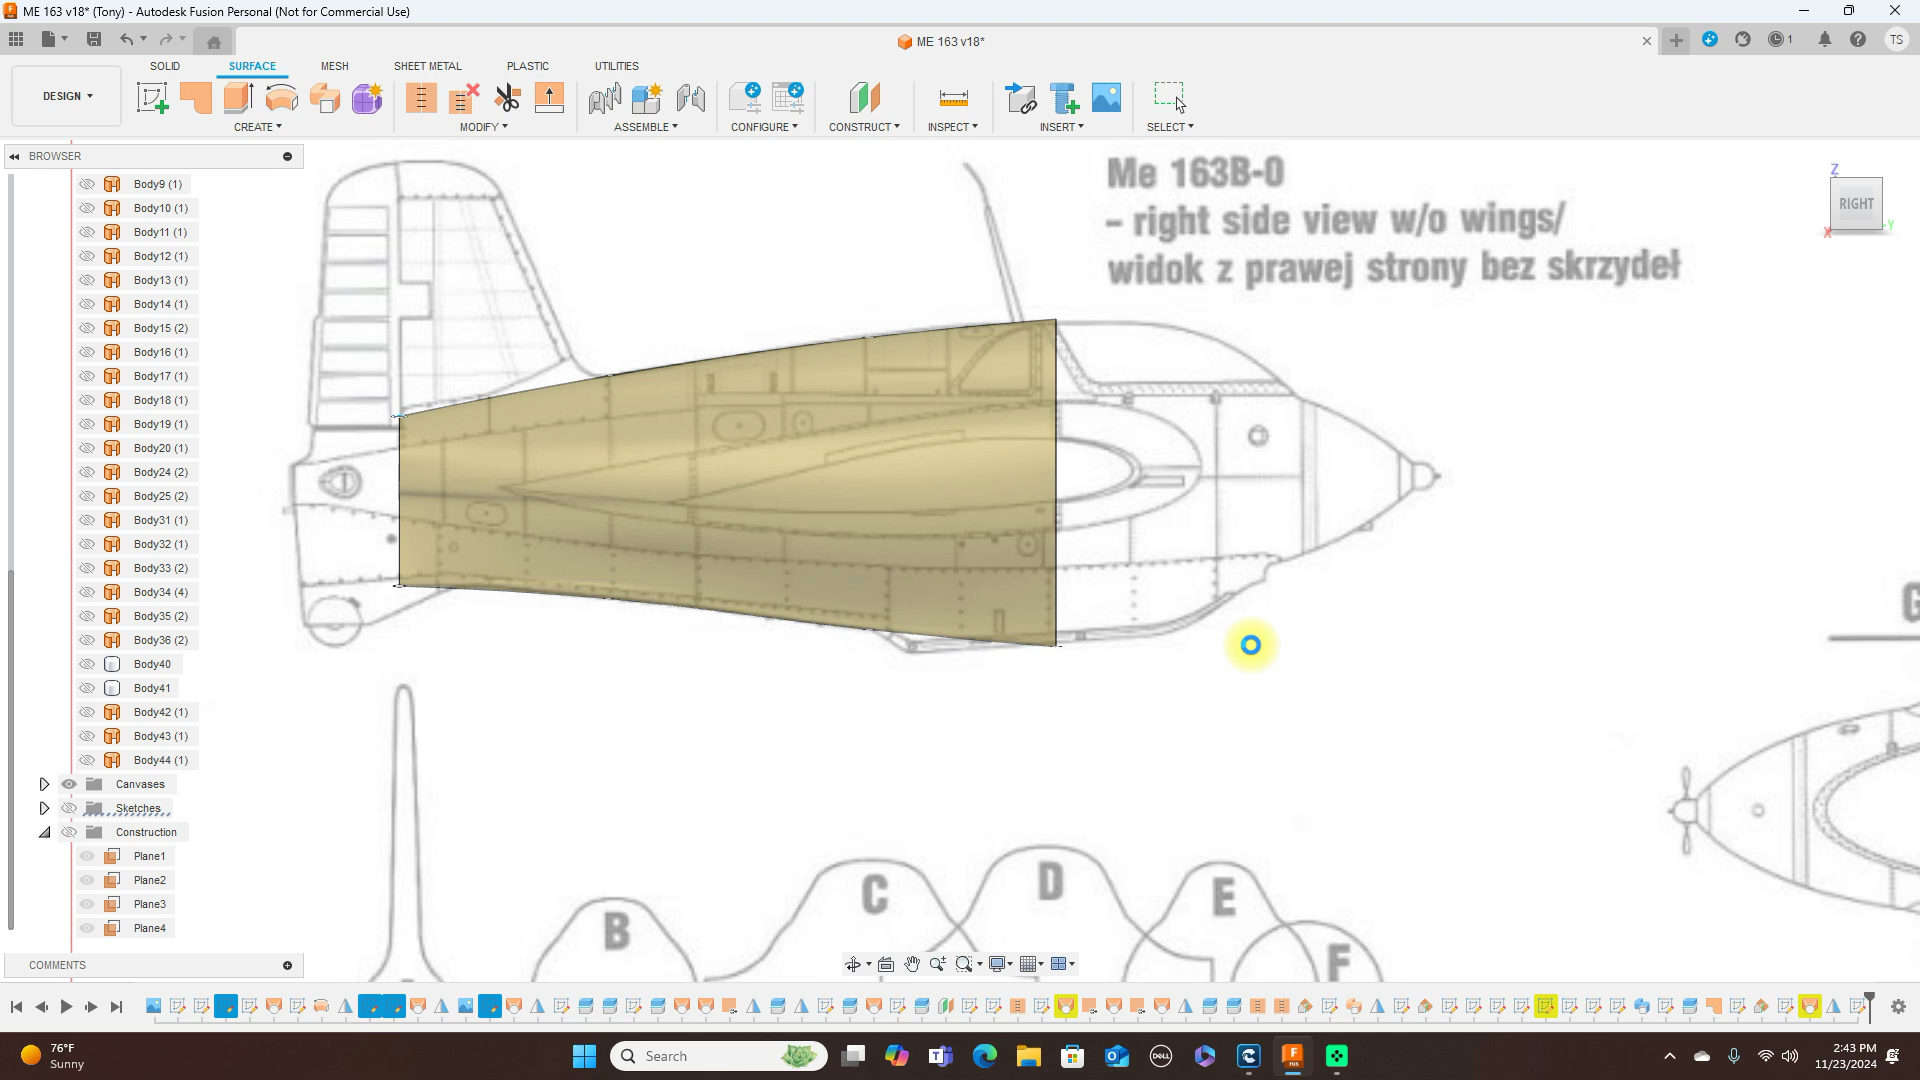 ME 163 v18* (Tony) - Autodesk Fusion Personal (Not for Commercial Use)
ME 163 v18*
1
TS
SOLID
SURFACE
MESH
SHEET METAL
PLASTIC
UTILITIES
DESIGN
CREATE
MODIFY
ASSEMBLE
CONFIGURE
CONSTRUCT
INSPECT
INSERT
SELECT
BROWSER
Body9 (1)
Body10 (1)
Body11 (1)
Body12 (1)
Body13 (1)
Body14 (1)
Body15 (2)
Body16 (1)
Body17 (1)
Body18 (1)
Body19 (1)
Body20 (1)
Body24 (2)
Body25 (2)
Body31 (1)
Body32 (1)
Body33 (2)
Body34 (4)
Body35 (2)
Body36 (2)
Body40
Body41
Body42 (1)
Body43 (1)
Body44 (1)
Canvases
Sketches
Construction
Plane1
Plane2
Plane3
Plane4
COMMENTS
Me 163B-0
- right side view w/o wings/
widok z prawej strony bez skrzydeł
Z
RIGHT
X
Y
G
B
C
D
E
F
76°F
Sunny
Search
DELL
FUS
2:43 PM
11/23/2024